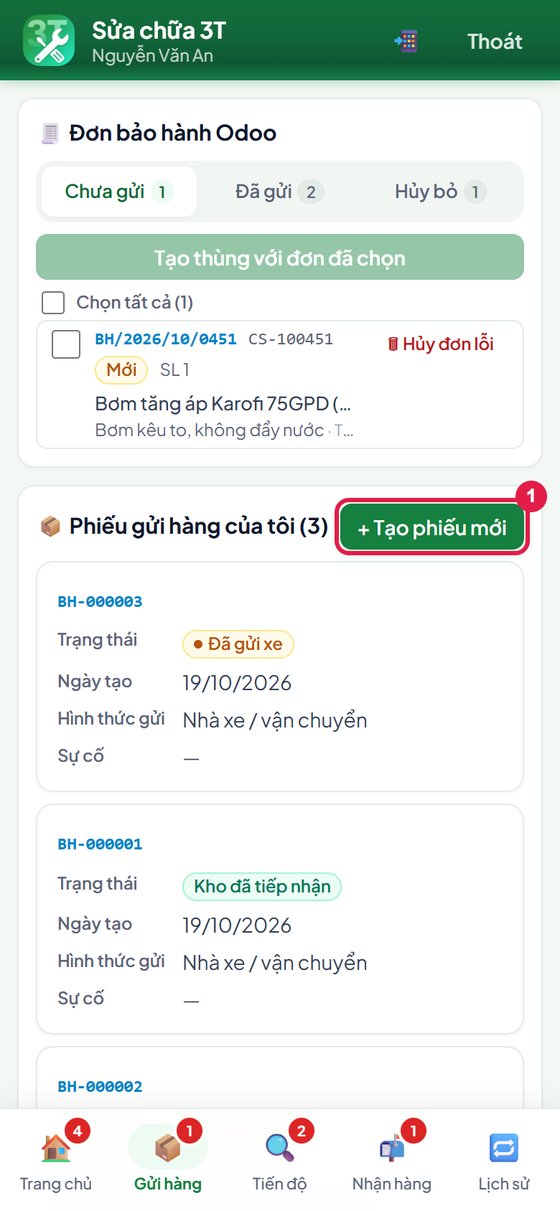 3T
Sửa chữa 3T
Nguyễn Văn An
Thoát
Đơn bảo hành Odoo
Chưa gửi 1
Đã gửi 2
Hủy bỏ 1
Tạo thùng với đơn đã chọn
Chọn tất cả (1)
BH/2026/10/0451 CS-100451
Hủy đơn lỗi
Mới SL 1
Bơm tăng áp Karofi 75GPD (...
Bơm kêu to, không đẩy nước · T...
1
Phiếu gửi hàng của tôi (3)
+ Tạo phiếu mới
BH-000003
Trạng thái Đã gửi xe
Ngày tạo 19/10/2026
Hình thức gửi Nhà xe / vận chuyển
Sự cố —
BH-000001
Trạng thái Kho đã tiếp nhận
Ngày tạo 19/10/2026
Hình thức gửi Nhà xe / vận chuyển
Sự cố —
BH-000002
4
1
2
1
Trang chủ
Gửi hàng
Tiến độ
Nhận hàng
Lịch sử